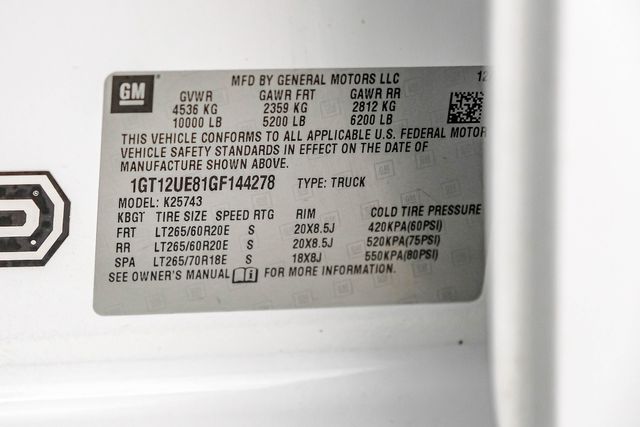 MFD BY GENERAL MOTORS LLC 12
GM
GVWR GAWR FRT GAWR RR
4536 KG 2359 KG 2812 KG
10000 LB 5200 LB 6200 LB
THIS VEHICLE CONFORMS TO ALL APPLICABLE U.S. FEDERAL MOTOR
VEHICLE SAFETY STANDARDS IN EFFECT ON THE DATE OF
MANUFACTURE SHOWN ABOVE.
1GT12UE81GF144278 TYPE: TRUCK
MODEL: K25743
KBGT TIRE SIZE SPEED RTG RIM COLD TIRE PRESSURE
FRT LT265/60R20E S 20X8.5J 420KPA(60PSI)
RR LT265/60R20E S 20X8.5J 520KPA(75PSI)
SPA LT265/70R18E S 18X8J 550KPA(80PSI)
SEE OWNER'S MANUAL FOR MORE INFORMATION.